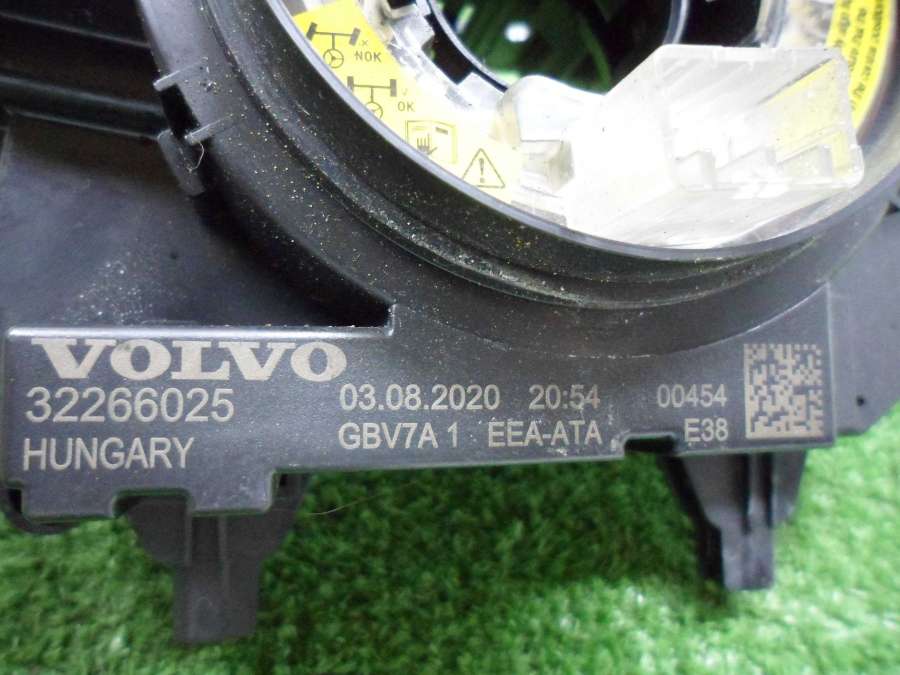 NOK
OK
VOLVO
32266025 03.08.2020 20:54 00454
HUNGARY GBV7A 1 EEA-ATA E38